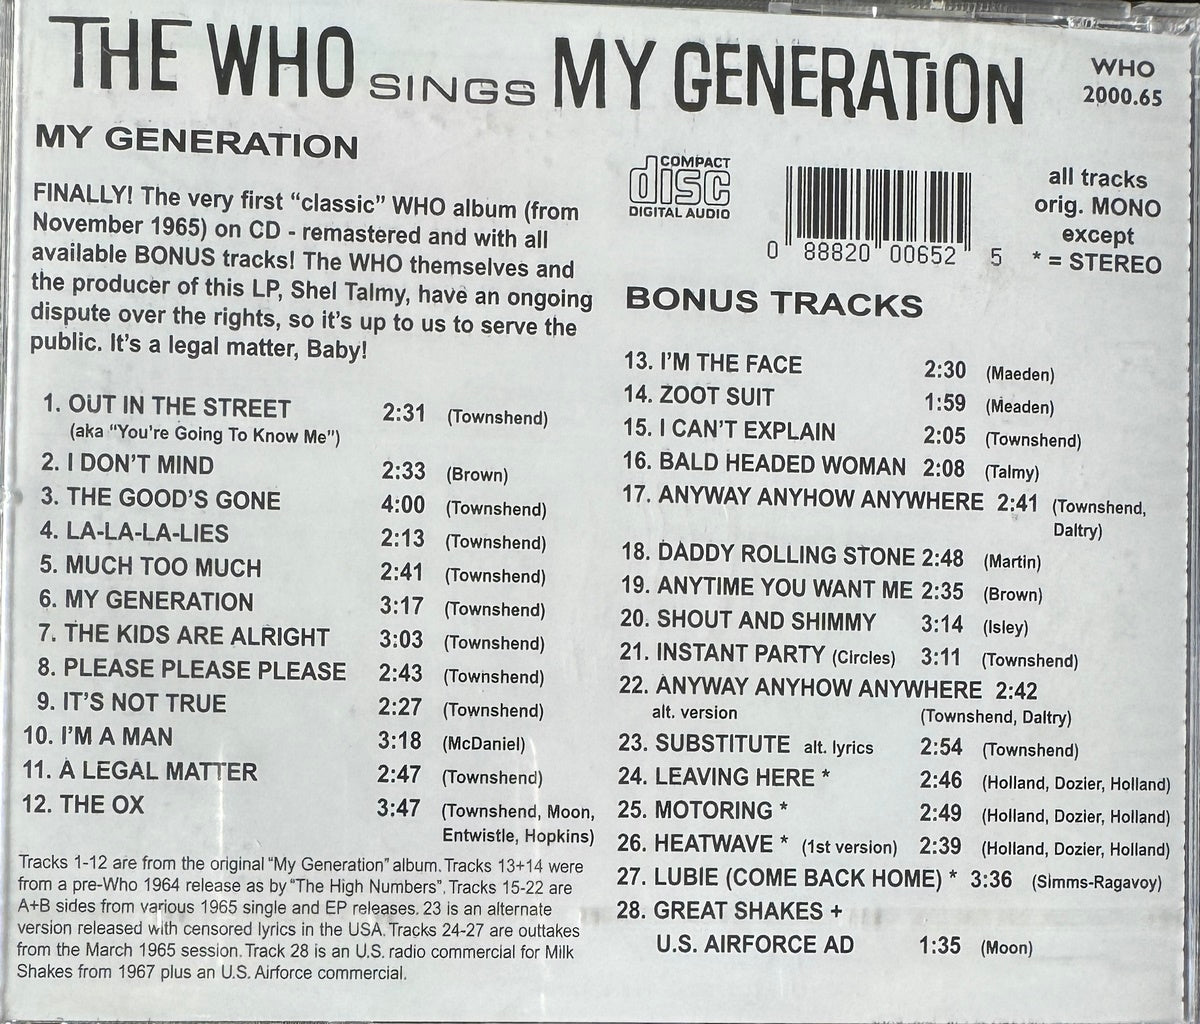 THE WHO SINGS MY GENERATION
WHO
2000.65
MY GENERATION
FINALLY! The very first “classic” WHO album (from
November 1965) on CD - remastered and with all
available BONUS tracks! The WHO themselves and
the producer of this LP, Shel Talmy, have an ongoing
dispute over the rights, so it's up to us to serve the
public. It's a legal matter, Baby!
1. OUT IN THE STREET 2:31 (Townshend)
(aka “You're Going To Know Me”)
2. I DON'T MIND 2:33 (Brown)
3. THE GOOD'S GONE 4:00 (Townshend)
4. LA-LA-LA-LIES 2:13 (Townshend)
5. MUCH TOO MUCH 2:41 (Townshend)
6. MY GENERATION 3:17 (Townshend)
7. THE KIDS ARE ALRIGHT 3:03 (Townshend)
8. PLEASE PLEASE PLEASE 2:43 (Townshend)
9. IT'S NOT TRUE 2:27 (Townshend)
10. I'M A MAN 3:18 (McDaniel)
11. A LEGAL MATTER 2:47 (Townshend)
12. THE OX 3:47 (Townshend, Moon,
Entwistle, Hopkins)
Tracks 1-12 are from the original “My Generation” album. Tracks 13+14 were
from a pre-Who 1964 release as by “The High Numbers”. Tracks 15-22 are
A+B sides from various 1965 single and EP releases. 23 is an alternate
version released with censored lyrics in the USA. Tracks 24-27 are outtakes
from the March 1965 session. Track 28 is an U.S. radio commercial for Milk
Shakes from 1967 plus an U.S. Airforce commercial.
COMPACT
disc
DIGITAL AUDIO
0 88820 00652 5
all tracks
orig. MONO
except
* = STEREO
BONUS TRACKS
13. I'M THE FACE 2:30 (Maeden)
14. ZOOT SUIT 1:59 (Meaden)
15. I CAN'T EXPLAIN 2:05 (Townshend)
16. BALD HEADED WOMAN 2:08 (Talmy)
17. ANYWAY ANYHOW ANYWHERE 2:41 (Townshend,
Daltry)
18. DADDY ROLLING STONE 2:48 (Martin)
19. ANYTIME YOU WANT ME 2:35 (Brown)
20. SHOUT AND SHIMMY 3:14 (Isley)
21. INSTANT PARTY (Circles) 3:11 (Townshend)
22. ANYWAY ANYHOW ANYWHERE 2:42
alt. version (Townshend, Daltry)
23. SUBSTITUTE alt. lyrics 2:54 (Townshend)
24. LEAVING HERE * 2:46 (Holland, Dozier, Holland)
25. MOTORING * 2:49 (Holland, Dozier, Holland)
26. HEATWAVE * (1st version) 2:39 (Holland, Dozier, Holland)
27. LUBIE (COME BACK HOME) * 3:36 (Simms-Ragavoy)
28. GREAT SHAKES +
U.S. AIRFORCE AD 1:35 (Moon)